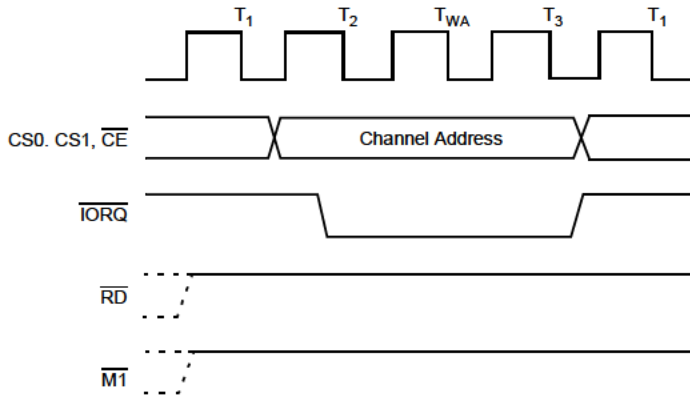 T1 T2 TWA T3 T1
CS0. CS1, CE
Channel Address
IORQ
RD
M1